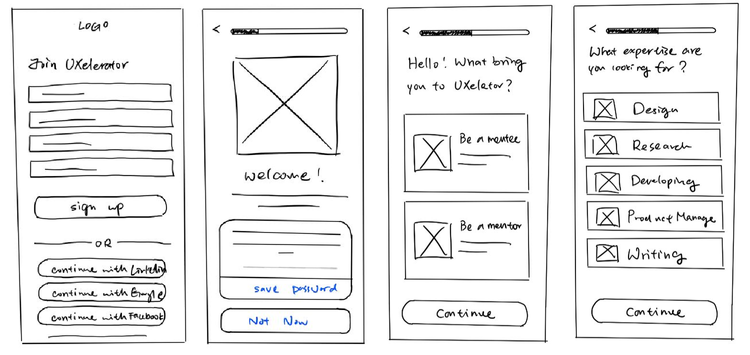 LOGO
Join UXelerator
sign up
OR
continue with Linkedin
continue with Google
continue with Facebook
<
welcome!
save password
Not Now
<
Hello! What bring
you to UXelator?
Be a mentee
Be a mentor
Continue
<
What expertise are
you looking for?
Design
Research
Developing
Product Manage
Writing
Continue